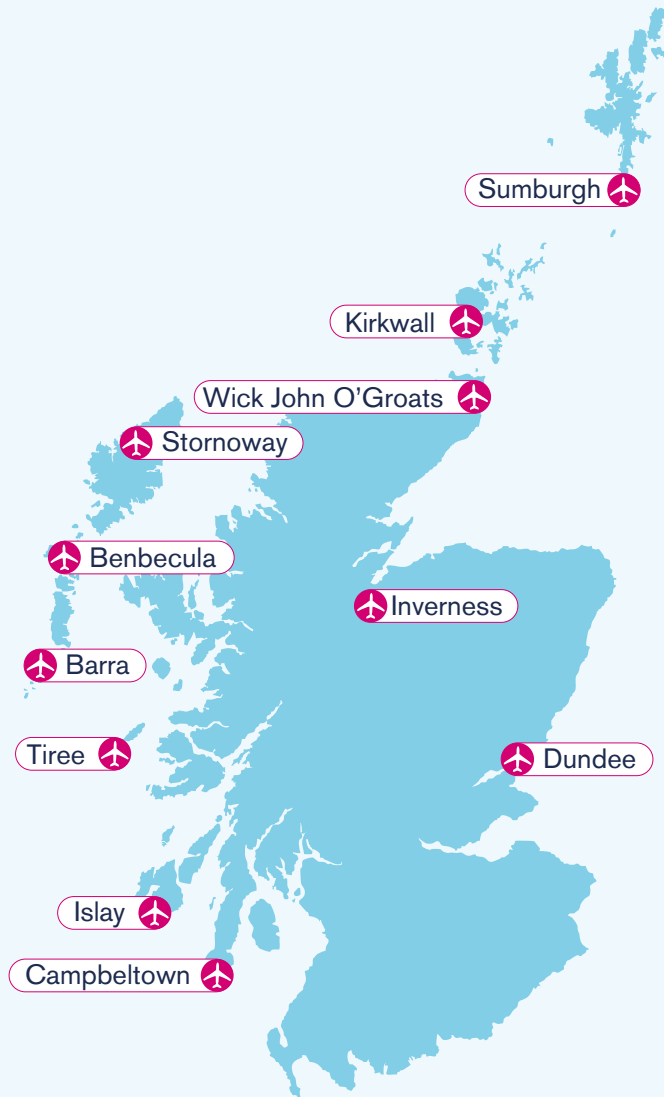 Sumburgh
Kirkwall
Wick John O’Groats
Stornoway
Benbecula
Inverness
Barra
Tiree
Dundee
Islay
Campbeltown